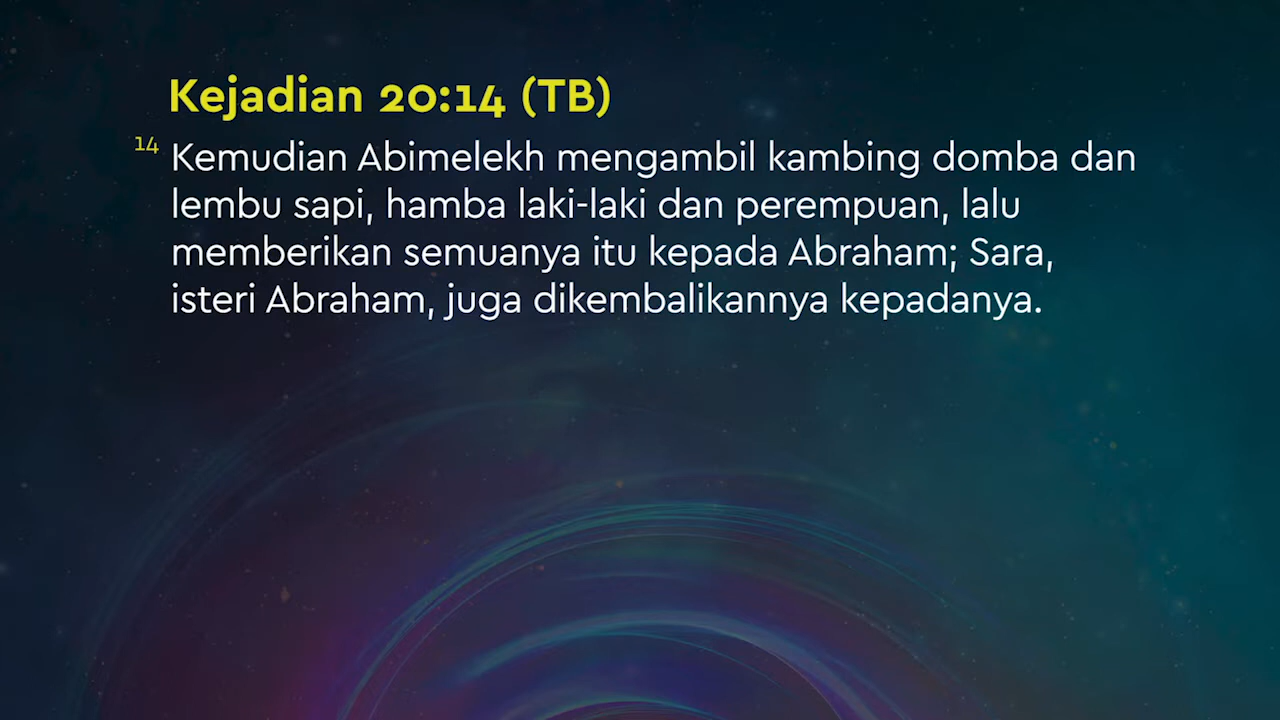 Kejadian 20:14 (TB)
14 Kemudian Abimelekh mengambil kambing domba dan
lembu sapi, hamba laki-laki dan perempuan, lalu
memberikan semuanya itu kepada Abraham; Sara,
isteri Abraham, juga dikembalikannya kepadanya.